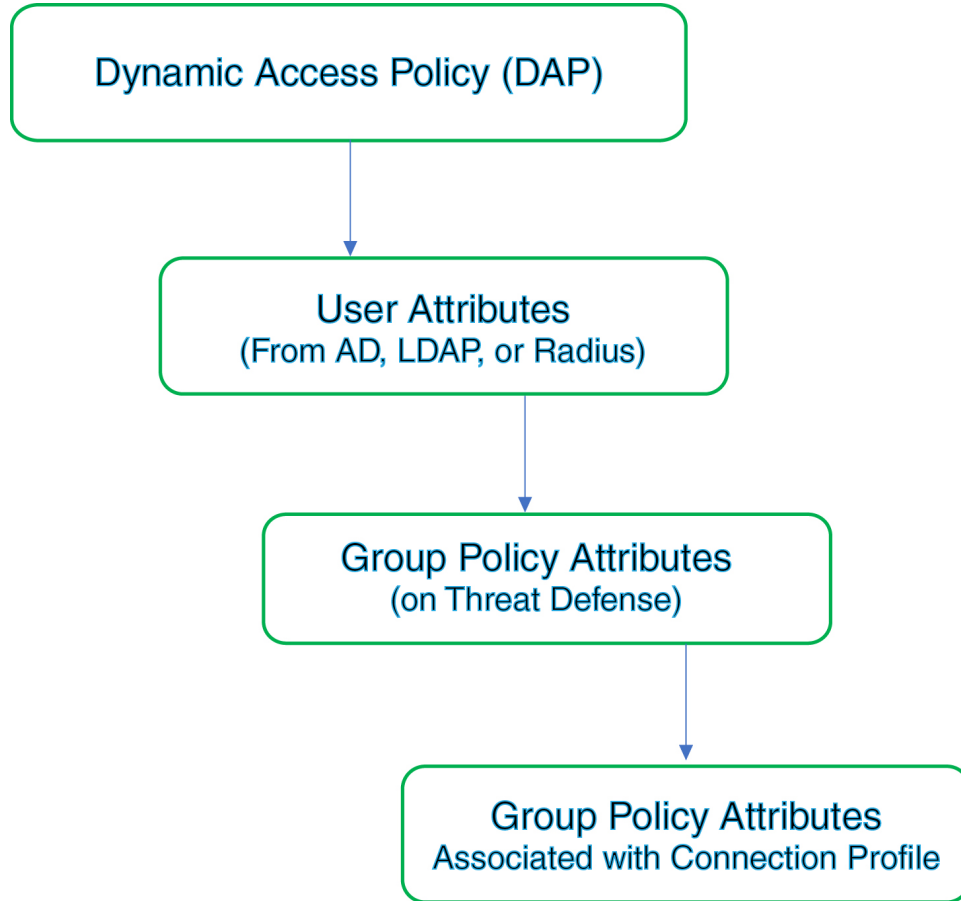 Dynamic Access Policy (DAP)
User Attributes
(From AD, LDAP, or Radius)
Group Policy Attributes
(on Threat Defense)
Group Policy Attributes
Associated with Connection Profile